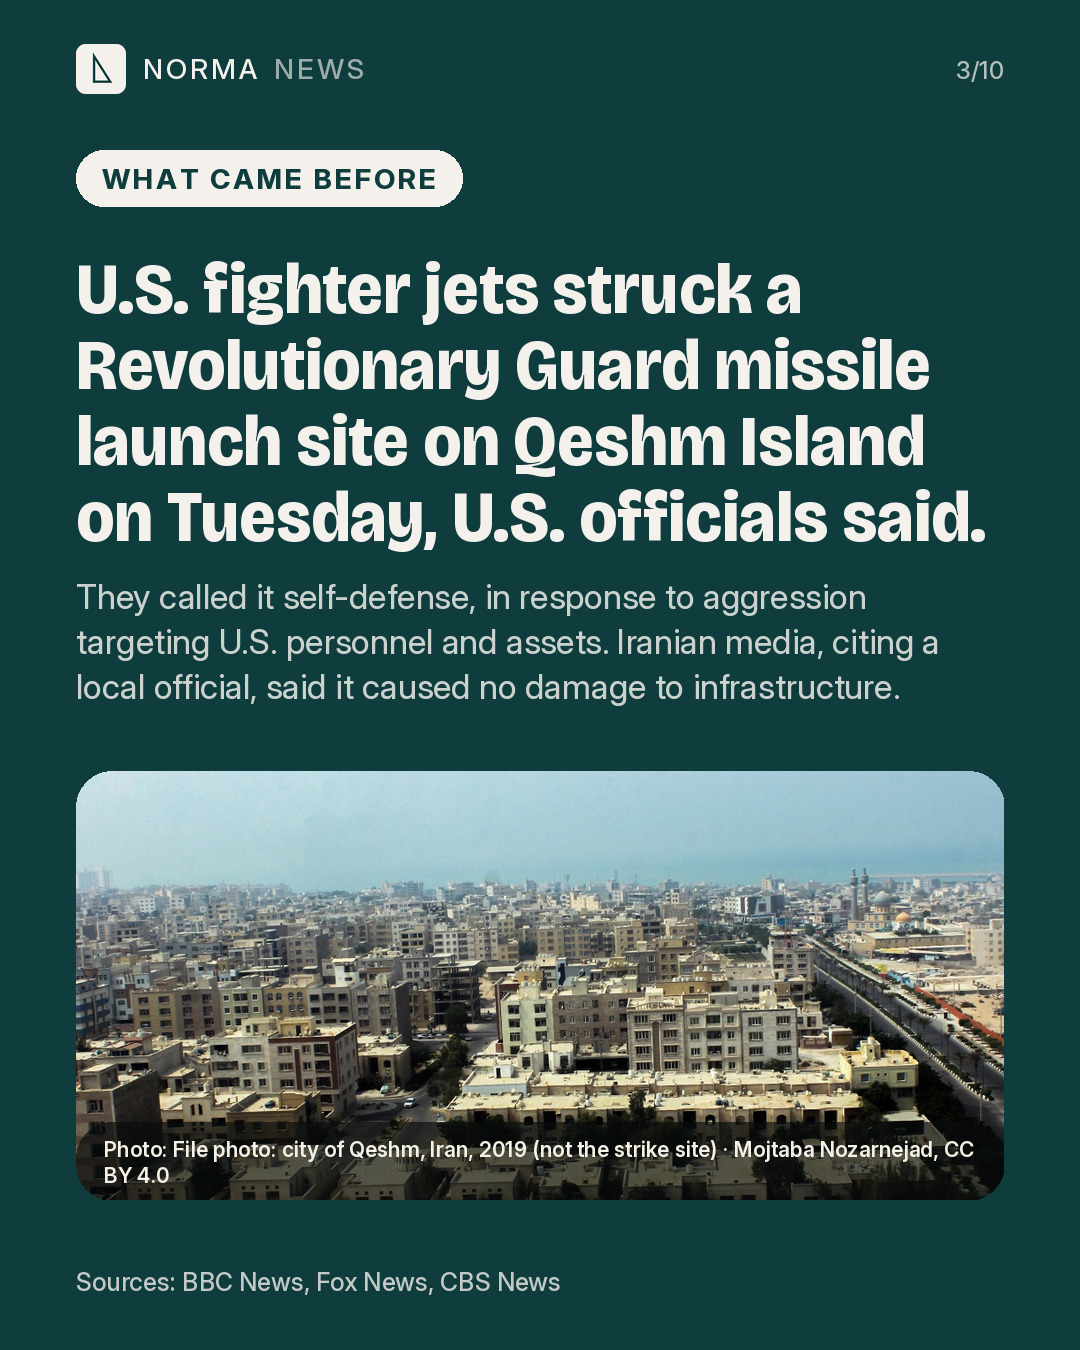 NORMA NEWS
3/10
WHAT CAME BEFORE
U.S. fighter jets struck a
Revolutionary Guard missile
launch site on Qeshm Island
on Tuesday, U.S. officials said.
They called it self-defense, in response to aggression
targeting U.S. personnel and assets. Iranian media, citing a
local official, said it caused no damage to infrastructure.
Photo: File photo: city of Qeshm, Iran, 2019 (not the strike site) · Mojtaba Nozarnejad, CC
BY 4.0
Sources: BBC News, Fox News, CBS News